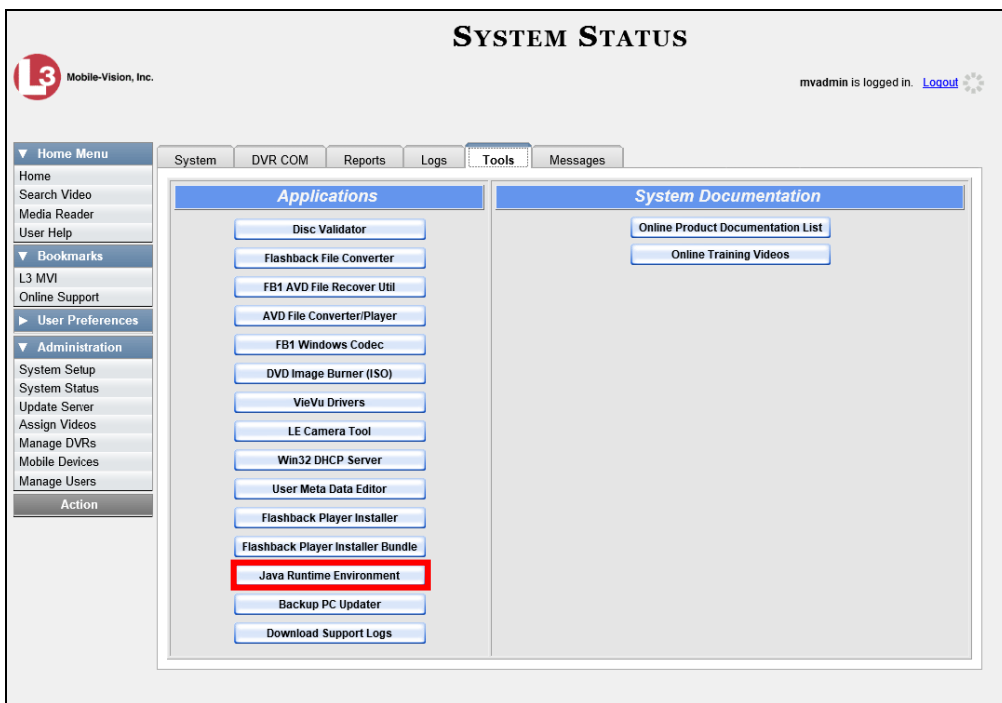 SYSTEM STATUS
L3 Mobile-Vision, Inc.
mvadmin is logged in. Logout
▼ Home Menu
Home
Search Video
Media Reader
User Help
▼ Bookmarks
L3 MVI
Online Support
► User Preferences
▼ Administration
System Setup
System Status
Update Server
Assign Videos
Manage DVRs
Mobile Devices
Manage Users
Action
System DVR COM Reports Logs Tools Messages
Applications
Disc Validator
Flashback File Converter
FB1 AVD File Recover Util
AVD File Converter/Player
FB1 Windows Codec
DVD Image Burner (ISO)
VieVu Drivers
LE Camera Tool
Win32 DHCP Server
User Meta Data Editor
Flashback Player Installer
Flashback Player Installer Bundle
Java Runtime Environment
Backup PC Updater
Download Support Logs
System Documentation
Online Product Documentation List
Online Training Videos